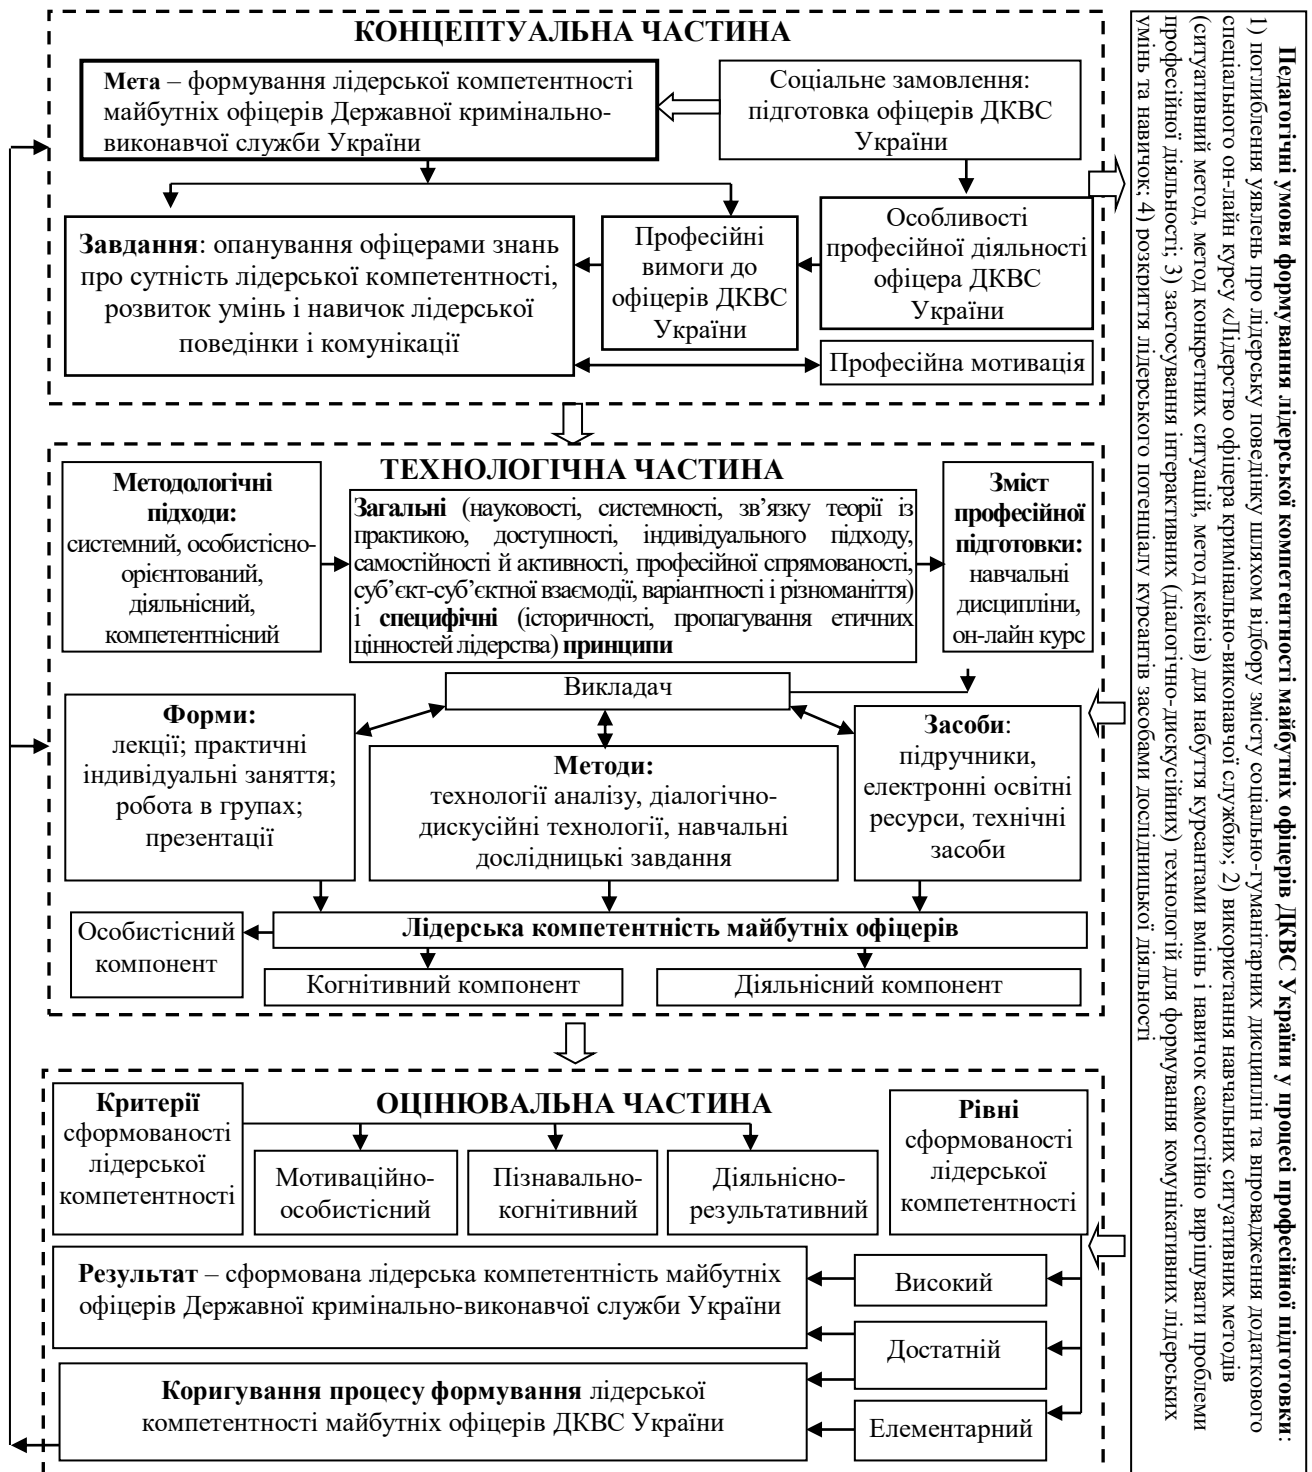 КОНЦЕПТУАЛЬНА ЧАСТИНА
Мета – формування лідерської компетентності
майбутніх офіцерів Державної кримінально-
виконавчої служби України
Соціальне замовлення:
підготовка офіцерів ДКВС
України
Завдання: опанування офіцерами знань
про сутність лідерської компетентності,
розвиток умінь і навичок лідерської
поведінки і комунікації
Професійні
вимоги до
офіцерів ДКВС
України
Особливості
професійної діяльності
офіцера ДКВС
України
Професійна мотивація
ТЕХНОЛОГІЧНА ЧАСТИНА
Методологічні
підходи:
системний, особистісно-
орієнтований,
діяльнісний,
компетентнісний
Загальні (науковості, системності, зв’язку теорії із
практикою, доступності, індивідуального підходу,
самостійності й активності, професійної спрямованості,
суб’єкт-суб’єктної взаємодії, варіантності і різноманіття)
і специфічні (історичності, пропагування етичних
цінностей лідерства) принципи
Зміст
професійної
підготовки:
навчальні
дисципліни,
он-лайн курс
Викладач
Форми:
лекції; практичні
індивідуальні заняття;
робота в групах;
презентації
Методи:
технології аналізу, діалогічно-
дискусійні технології, навчальні
дослідницькі завдання
Засоби:
підручники,
електронні освітні
ресурси, технічні
засоби
Особистісний
компонент
Лідерська компетентність майбутніх офіцерів
Когнітивний компонент
Діяльнісний компонент
ОЦІНЮВАЛЬНА ЧАСТИНА
Критерії
сформованості
лідерської
компетентності
Мотиваційно-
особистісний
Пізнавально-
когнітивний
Діяльнісно-
результативний
Рівні
сформованості
лідерської
компетентності
Результат – сформована лідерська компетентність майбутніх
офіцерів Державної кримінально-виконавчої служби України
Високий
Достатній
Коригування процесу формування лідерської
компетентності майбутніх офіцерів ДКВС України
Елементарний
Педагогічні умови формування лідерської компетентності майбутніх офіцерів ДКВС України у процесі професійної підготовки:
1) поглиблення уявлень про лідерську поведінку шляхом відбору змісту соціально-гуманітарних дисциплін та впровадження додаткового
спеціального он-лайн курсу «Лідерство офіцера кримінально-виконавчої служби»; 2) використання навчальних ситуативних методів
(ситуативний метод, метод конкретних ситуацій, метод кейсів) для набуття курсантами вмінь і навичок самостійно вирішувати проблеми
професійної діяльності; 3) застосування інтерактивних (діалогічно-дискусійних) технологій для формування комунікативних лідерських
умінь та навичок; 4) розкриття лідерського потенціалу курсантів засобами дослідницької діяльності